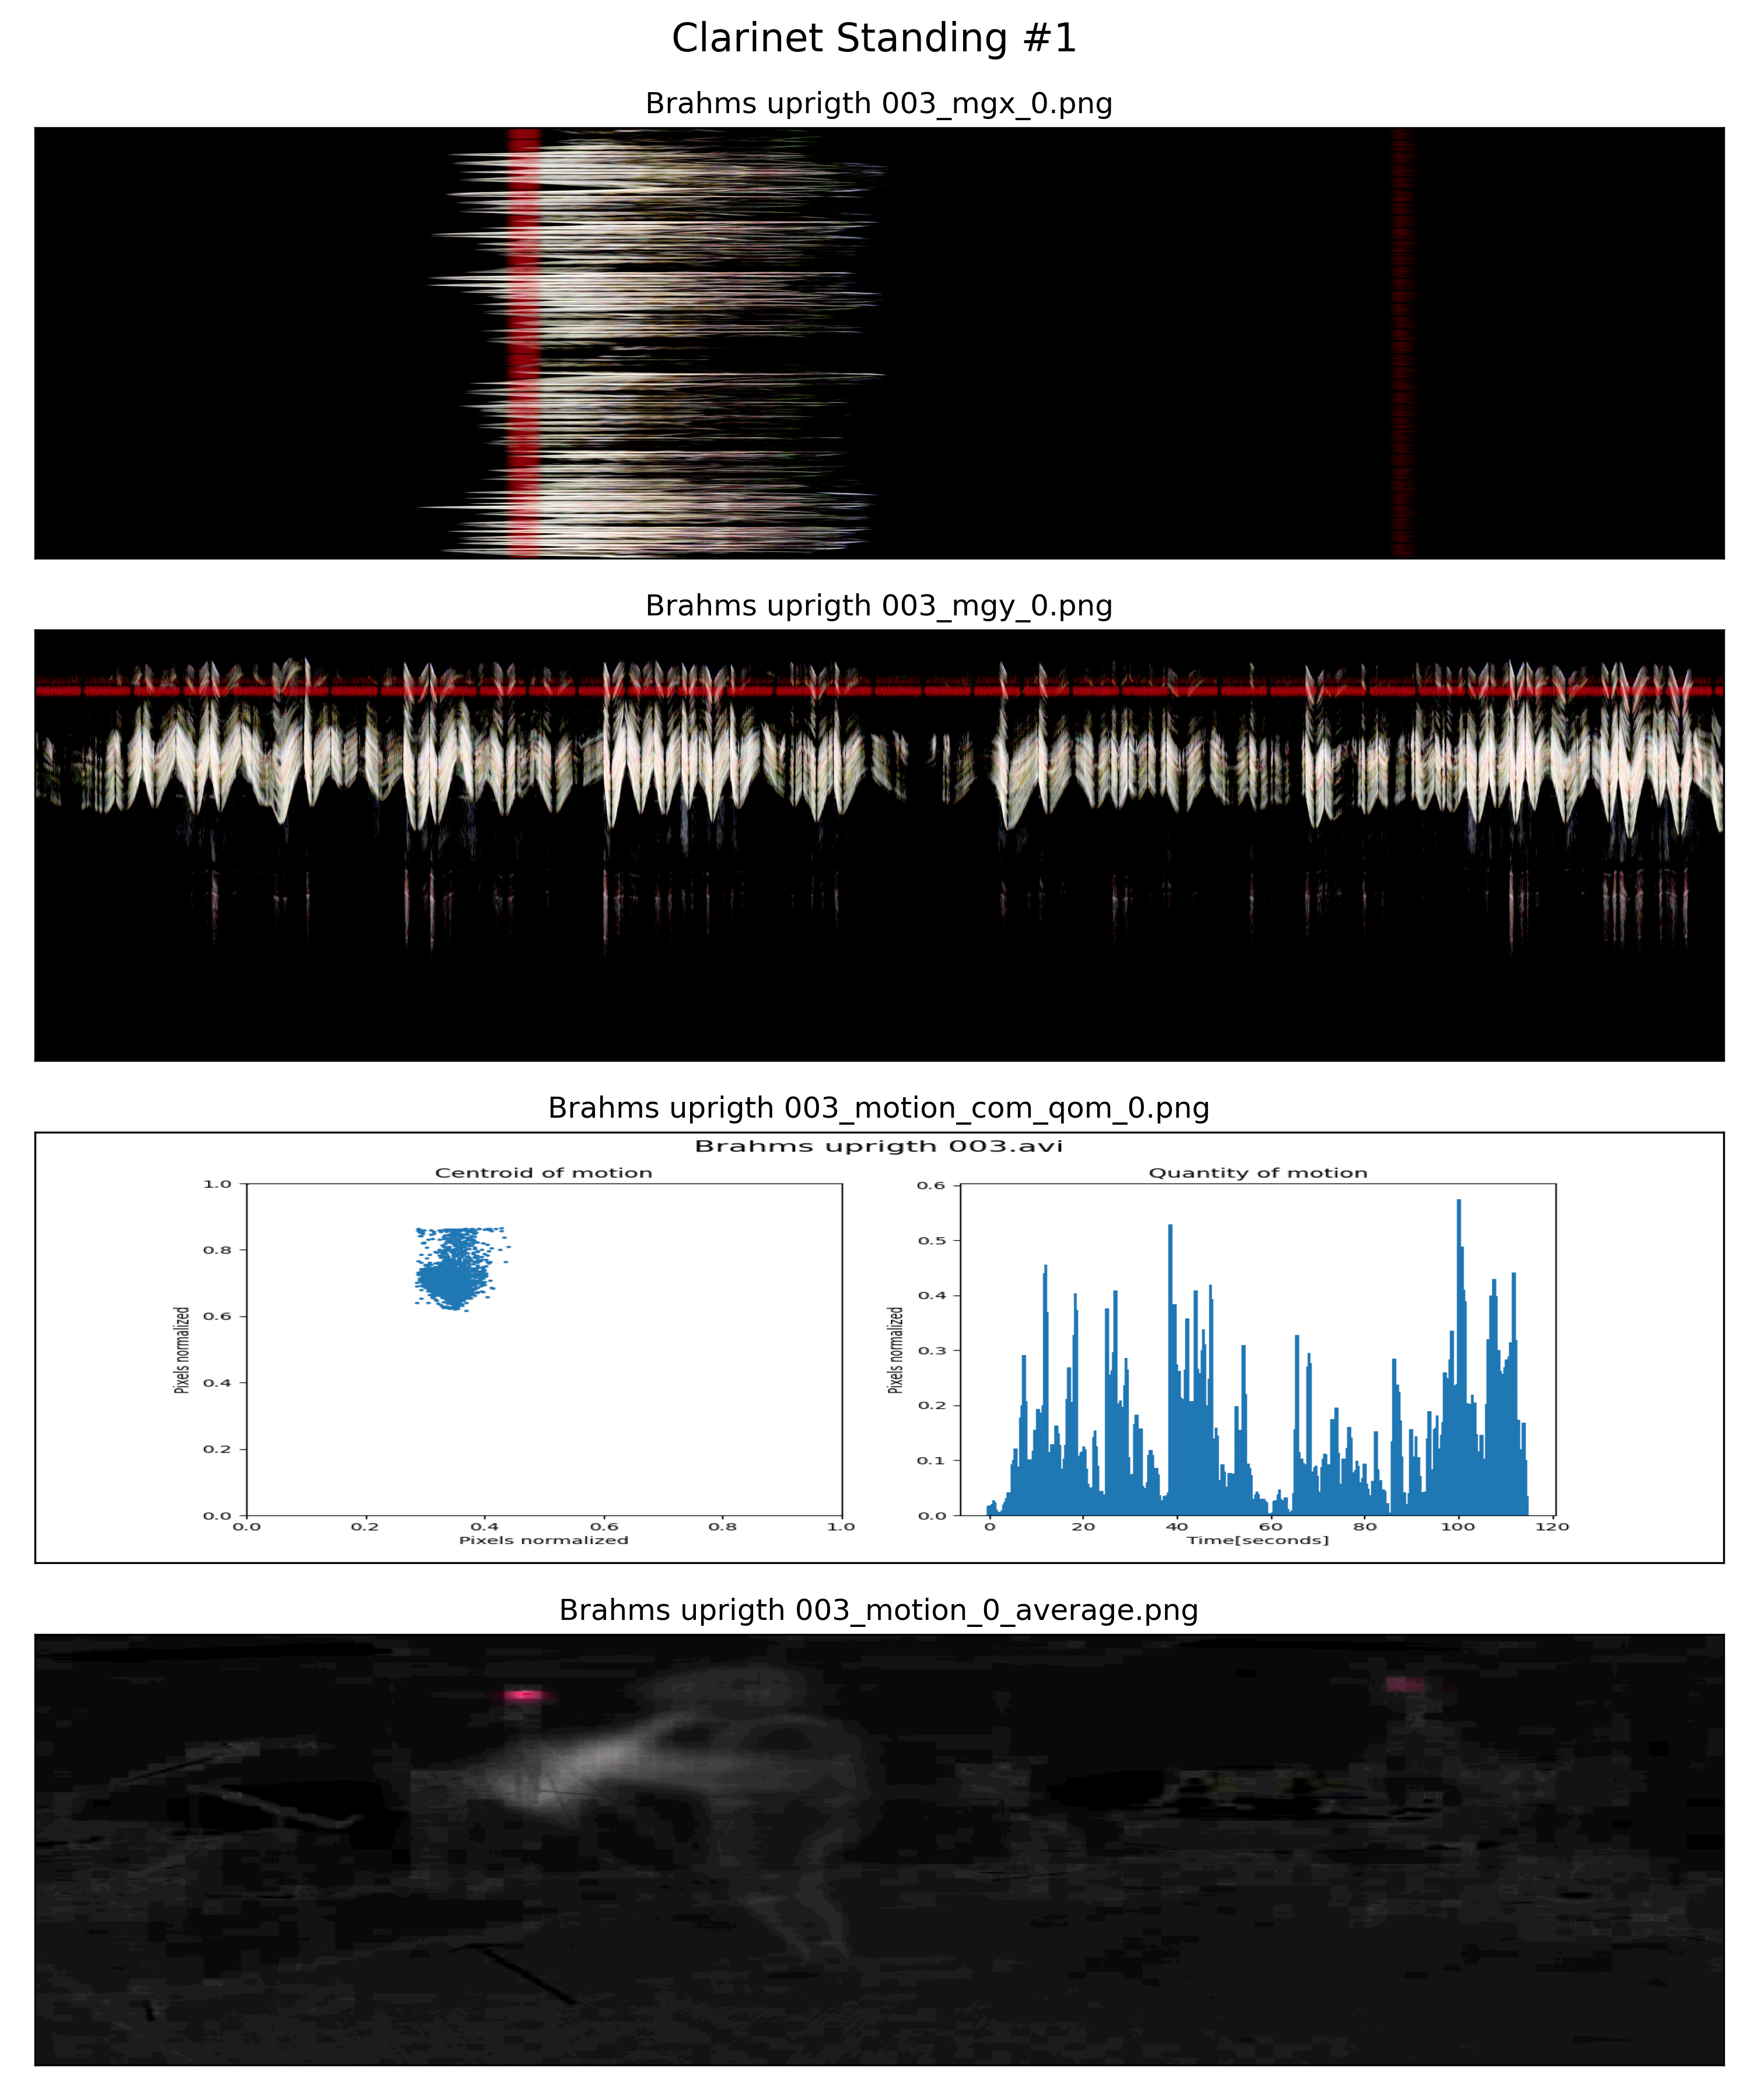 Clarinet Standing #1
Brahms uprigth 003_mgx_0.png
Brahms uprigth 003_mgy_0.png
Brahms uprigth 003_motion_com_qom_0.png
Brahms uprigth 003.avi
Centroid of motion
1.0
0.8
0.6
0.4
0.2
0.0
Pixels normalized
0.0 0.2 0.4 0.6 0.8 1.0
Pixels normalized
Quantity of motion
0.6
0.5
0.4
0.3
0.2
0.1
0.0
Pixels normalized
0 20 40 60 80 100 120
Time[seconds]
Brahms uprigth 003_motion_0_average.png